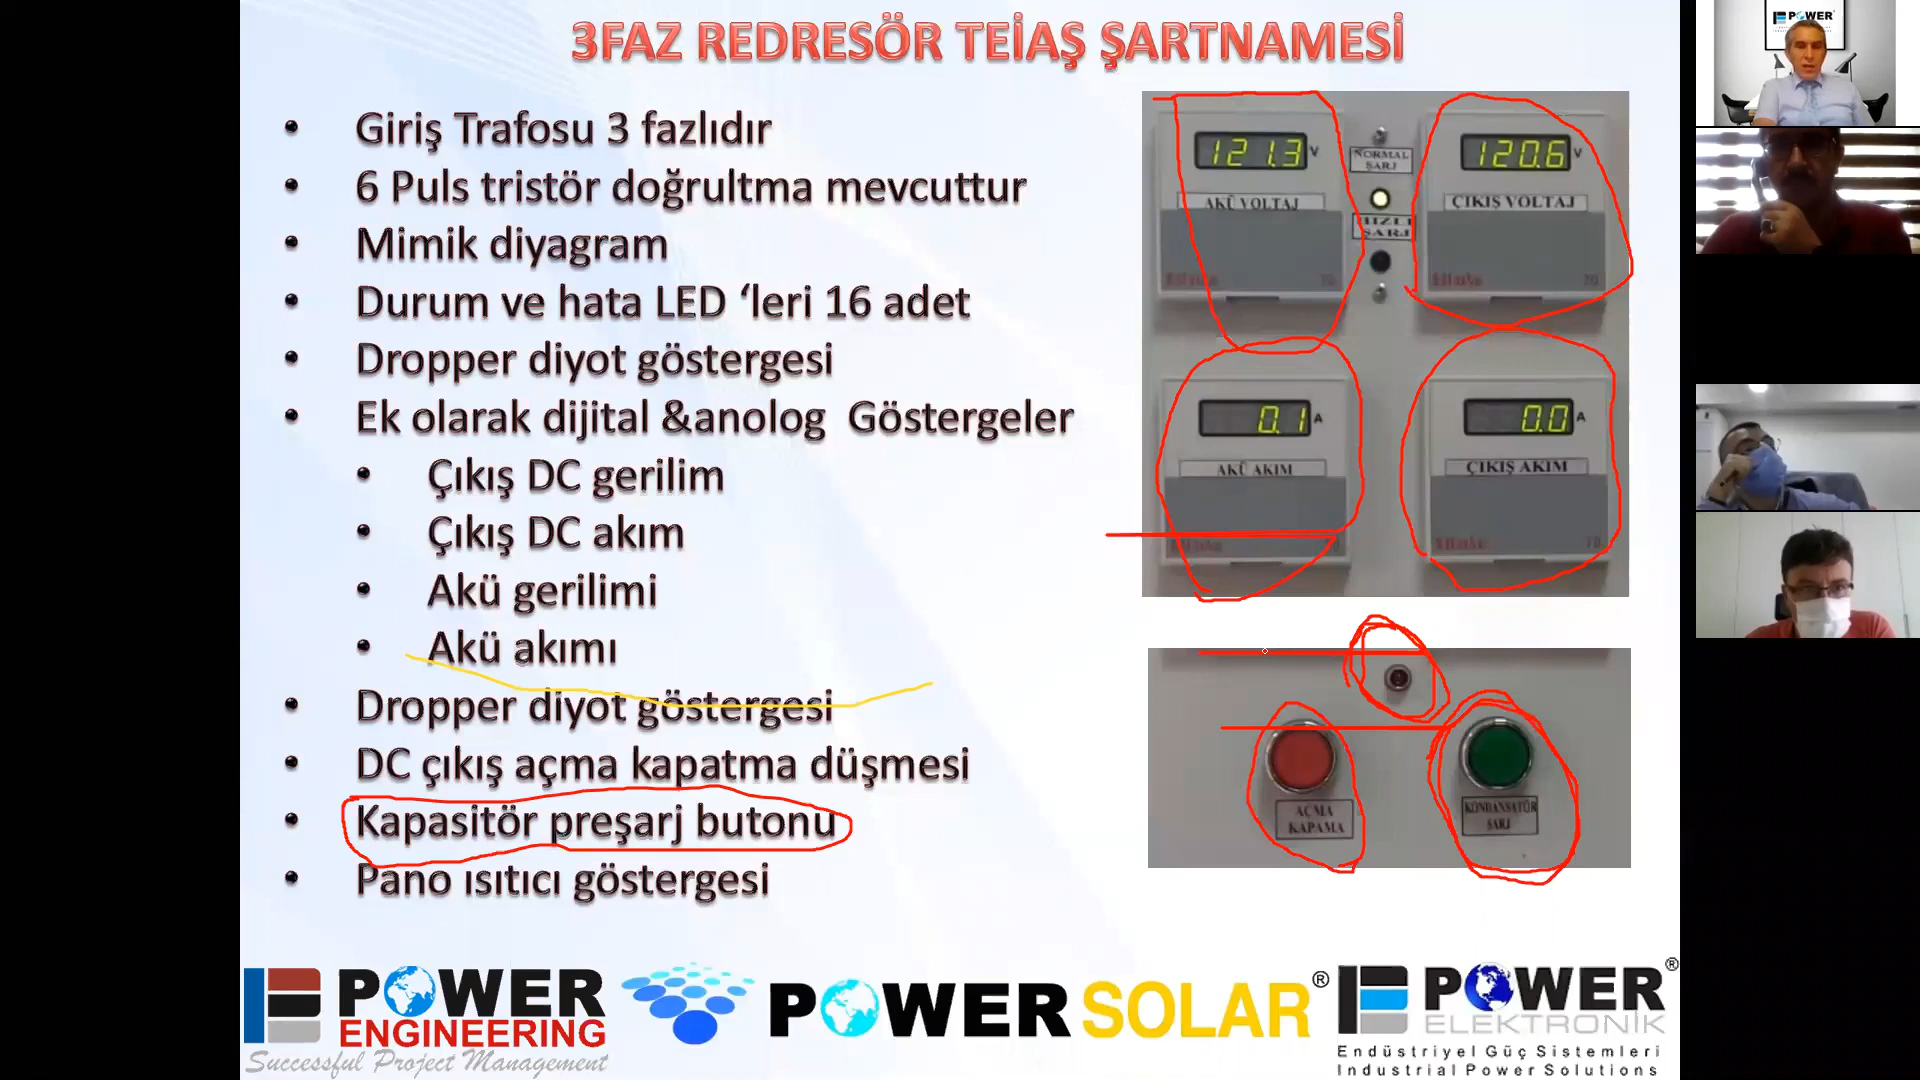 3FAZ REDRESÖR TEİAŞ ŞARTNAMESİ
• Giriş Trafosu 3 fazlıdır
• 6 Puls tristör doğrultma mevcuttur
• Mimik diyagram
• Durum ve hata LED ‘leri 16 adet
• Dropper diyot göstergesi
• Ek olarak dijital &anolog Göstergeler
• Çıkış DC gerilim
• Çıkış DC akım
• Akü gerilimi
• Akü akımı
• Dropper diyot göstergesi
• DC çıkış açma kapatma düşmesi
• Kapasitör preşarj butonu
• Pano ısıtıcı göstergesi
121.3 V
AKÜ VOLTAJ
NORMAL
ŞARJ
HIZLI
ŞARJ
120.6 V
ÇIKIŞ VOLTAJ
70
70
0.1 A
AKÜ AKIM
0.0 A
ÇIKIŞ AKIM
70
AÇMA
KAPAMA
KONDANSATÖR
ŞARJ
POWER
ENGINEERING
Successful Project Management
POWER SOLAR ®
POWER ®
ELEKTRONİK
Endüstriyel Güç Sistemleri
Industrial Power Solutions
POWER